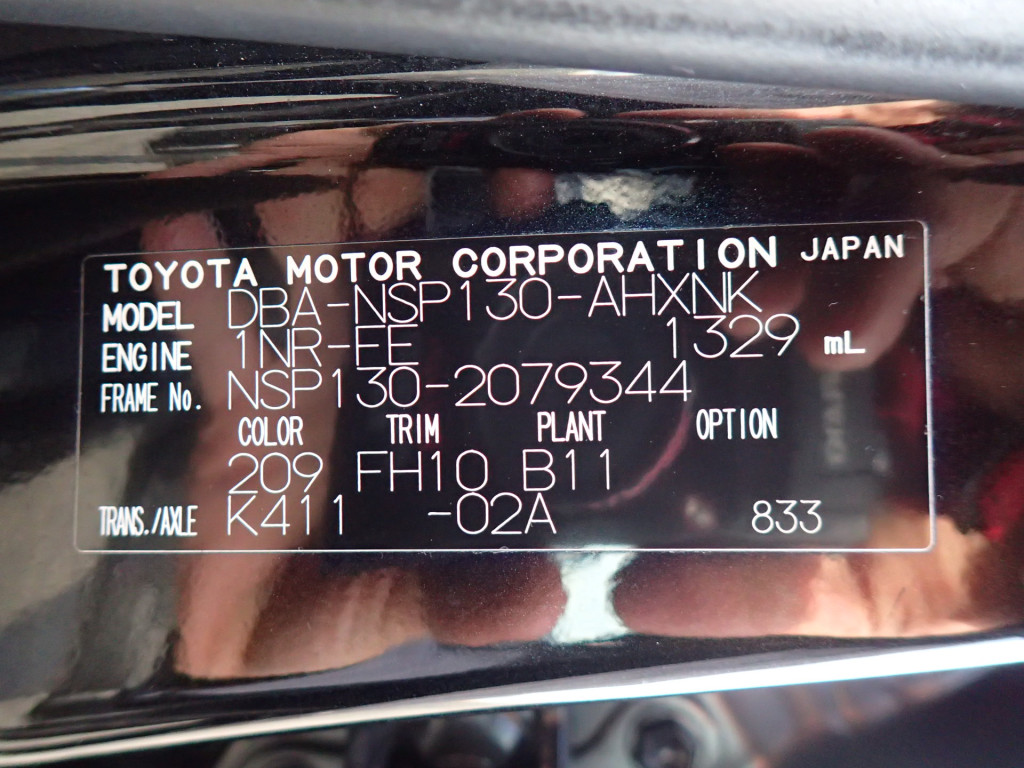 TOYOTA MOTOR CORPORATION JAPAN
MODEL DBA-NSP130-AHXNK
ENGINE 1NR-FE 1329 mL
FRAME No. NSP130-2079344
COLOR TRIM PLANT OPTION
209 FH10 B11
TRANS./AXLE K411 -02A 833